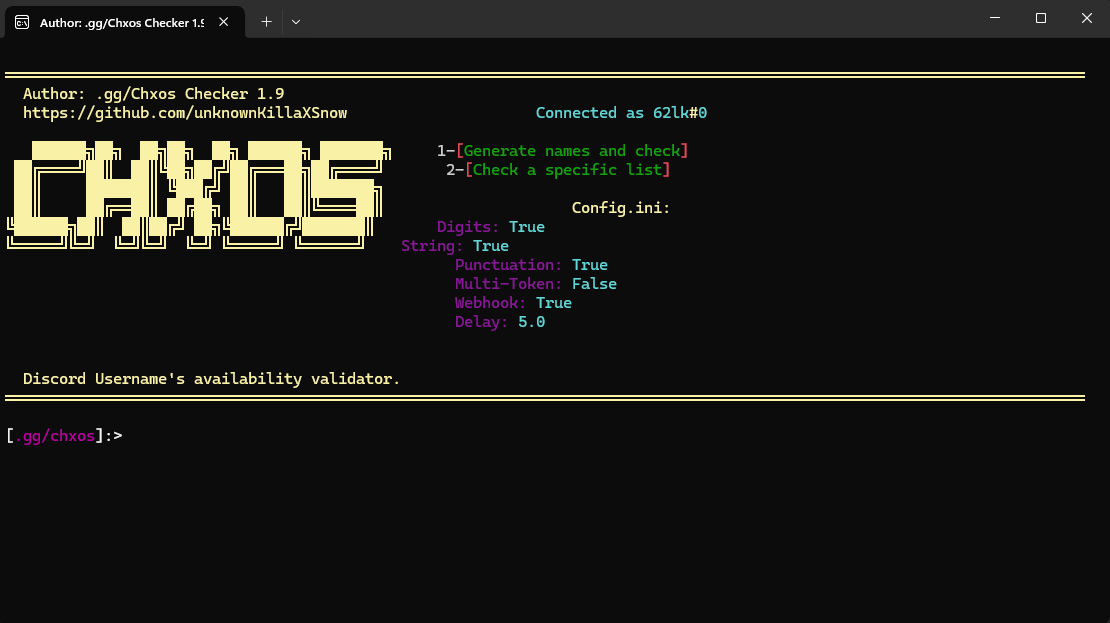 Author: .gg/Chxos Checker 1.9
Author: .gg/Chxos Checker 1.9
https://github.com/unknownKillaXSnow
Connected as 62lk#0
CHXOS
1-[Generate names and check]
2-[Check a specific list]
Config.ini:
Digits: True
String: True
Punctuation: True
Multi-Token: False
Webhook: True
Delay: 5.0
Discord Username's availability validator.
[.gg/chxos]:>